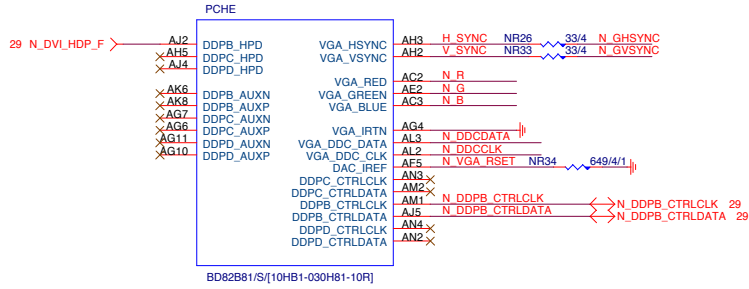 PCHE
29 N_DVI_HDP_F AJ2 DDPB_HPD VGA_HSYNC AH3 H_SYNC NR26 33/4 N_GHSYNC
AH5 DDPC_HPD VGA_VSYNC AH2 V_SYNC NR33 33/4 N_GVSYNC
AJ4 DDPD_HPD
VGA_RED AC2 N_R
AK6 DDPB_AUXN VGA_GREEN AE2 N_G
AK8 DDPB_AUXP VGA_BLUE AC3 N_B
AG7 DDPC_AUXN
AG6 DDPC_AUXP VGA_IRTN AG4
AG11 DDPD_AUXN VGA_DDC_DATA AL3 N_DDCDATA
AG10 DDPD_AUXP VGA_DDC_CLK AL2 N_DDCCLK
DAC_IREF AF5 N_VGA_RSET NR34 649/4/1
DDPC_CTRLCLK AN3
DDPC_CTRLDATA AM2
DDPB_CTRLCLK AM1 N_DDPB_CTRLCLK N_DDPB_CTRLCLK 29
DDPB_CTRLDATA AJ5 N_DDPB_CTRLDATA N_DDPB_CTRLDATA 29
DDPD_CTRLCLK AN4
DDPD_CTRLDATA AN2
BD82B81/S/[10HB1-030H81-10R]